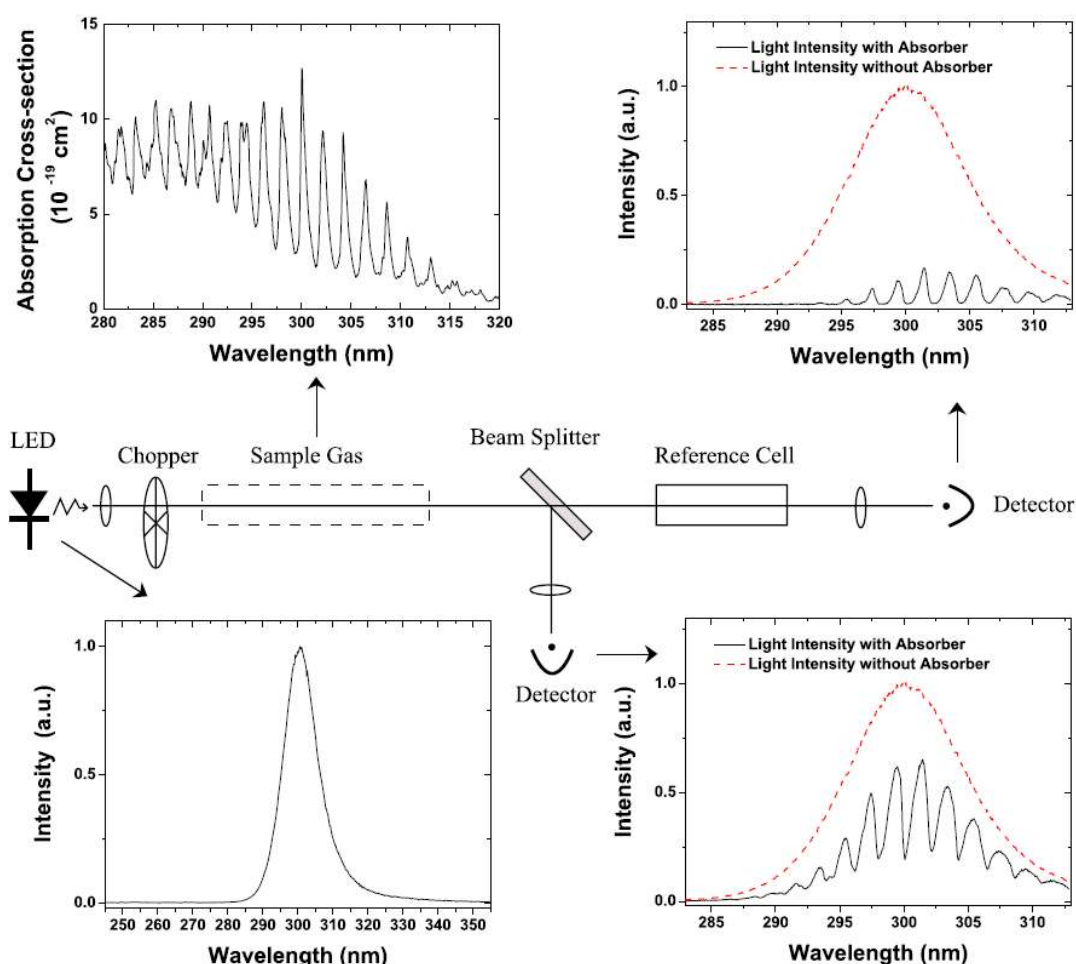 Absorption Cross-section
(10 -19 cm2)
15
10
5
0
280 285 290 295 300 305 310 315 320
Wavelength (nm)
Light Intensity with Absorber
Light Intensity without Absorber
Intensity (a.u.)
1.0
0.5
0.0
285 290 295 300 305 310
Wavelength (nm)
LED
Chopper
Sample Gas
Beam Splitter
Reference Cell
Detector
Detector
Intensity (a.u.)
1.0
0.5
0.0
250 260 270 280 290 300 310 320 330 340 350
Wavelength (nm)
Light Intensity with Absorber
Light Intensity without Absorber
Intensity (a.u.)
1.0
0.5
0.0
285 290 295 300 305 310
Wavelength (nm)